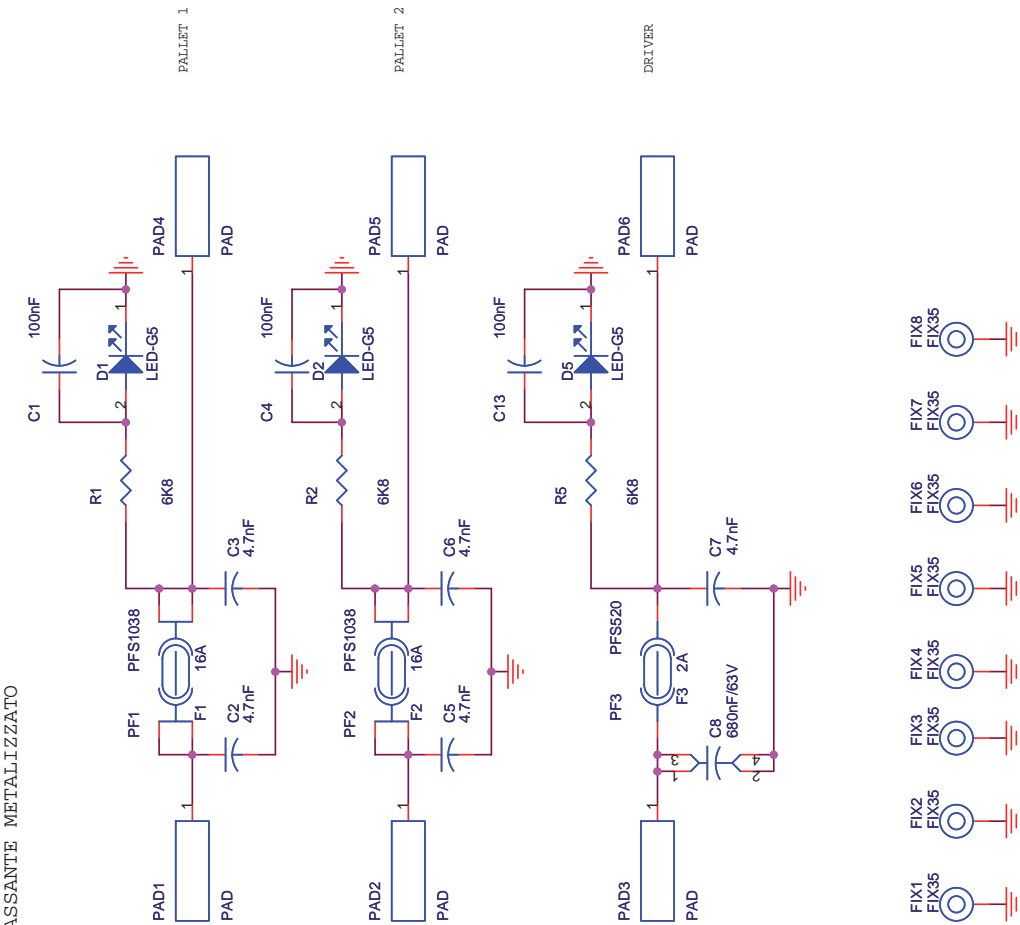 ASSANTE METALIZZATO
PALLET 1
PALLET 2
DRIVER
PAD1
PAD
1
PF1
PFS1038
F1
16A
C2
4.7nF
C3
4.7nF
R1
6K8
C1
100nF
D1
LED-G5
2
1
PAD4
PAD
1
PAD2
PAD
1
PF2
PFS1038
F2
16A
C5
4.7nF
C6
4.7nF
R2
6K8
C4
100nF
D2
LED-G5
2
1
PAD5
PAD
1
PAD3
PAD
1
PF3
PFS520
F3
2A
C8
680nF/63V
1
3
2
4
C7
4.7nF
R5
6K8
C13
100nF
D5
LED-G5
2
1
PAD6
PAD
1
FIX1
FIX35
FIX2
FIX35
FIX3
FIX35
FIX4
FIX35
FIX5
FIX35
FIX6
FIX35
FIX7
FIX35
FIX8
FIX35